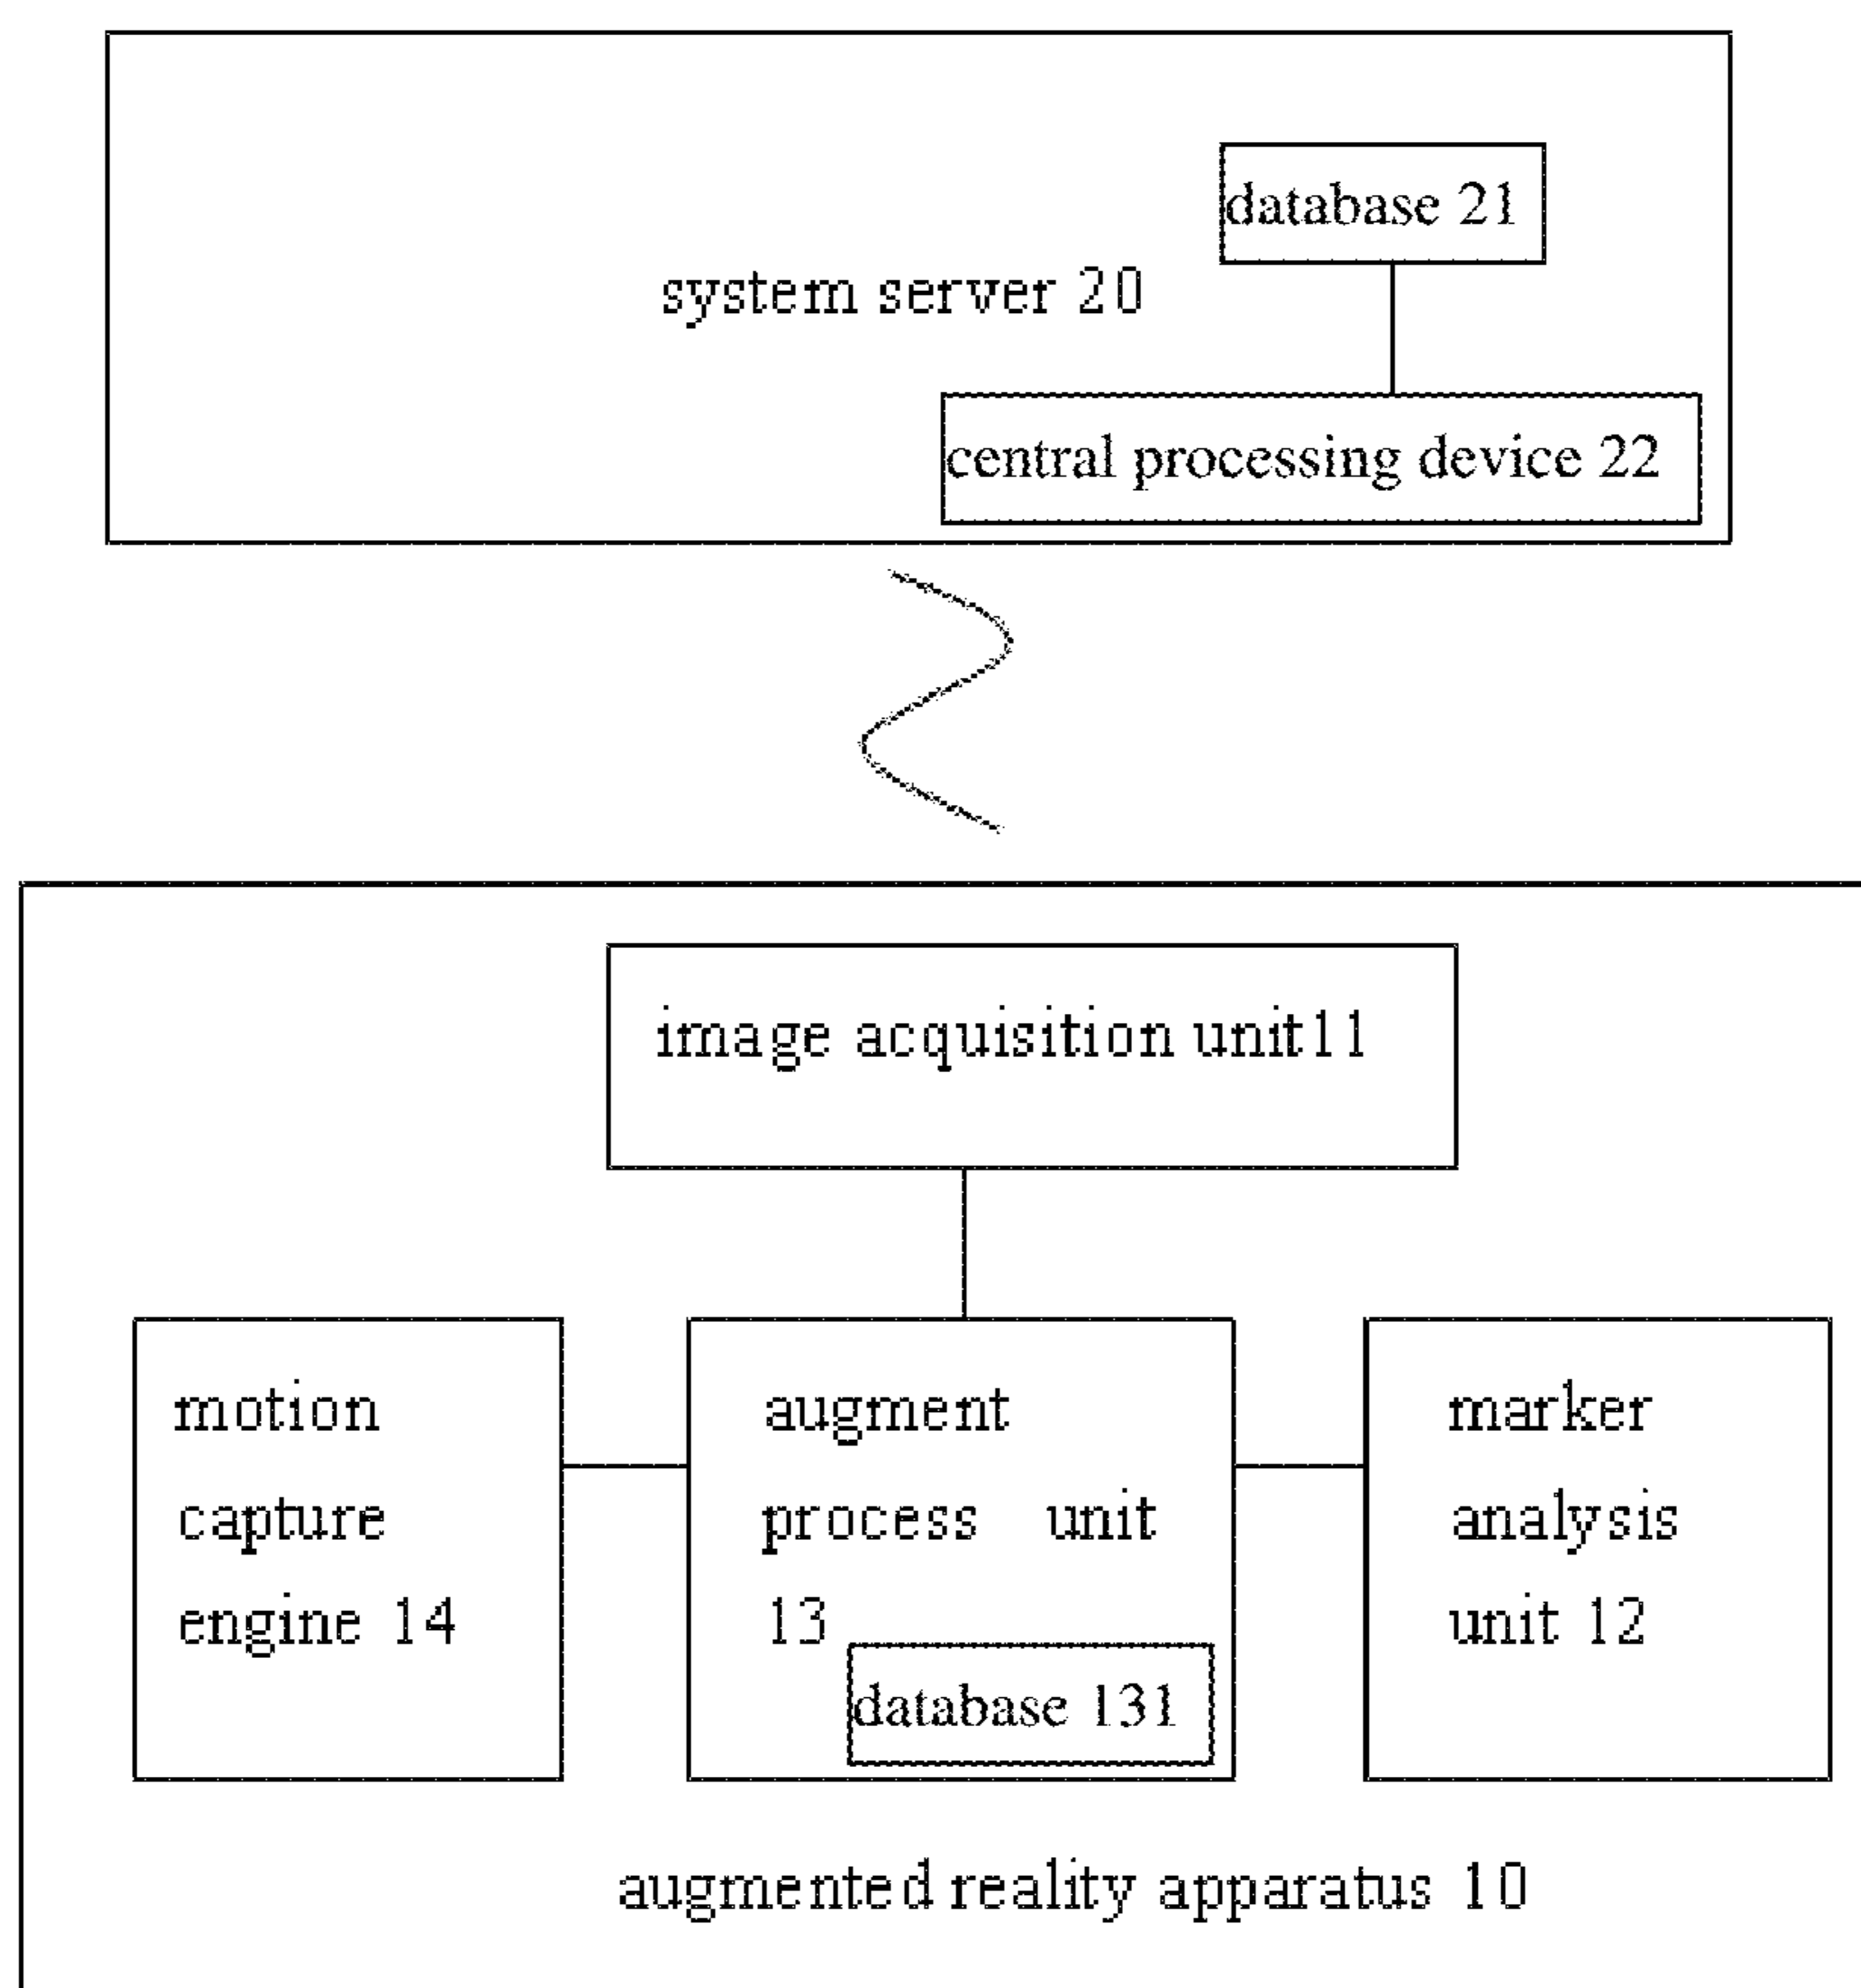 database 21
system server 20
central processing device 22
image acquisition unit11
motion
capture
engine 14
augment
process unit
13
database 131
marker
analysis
unit 12
augmented reality apparatus 10